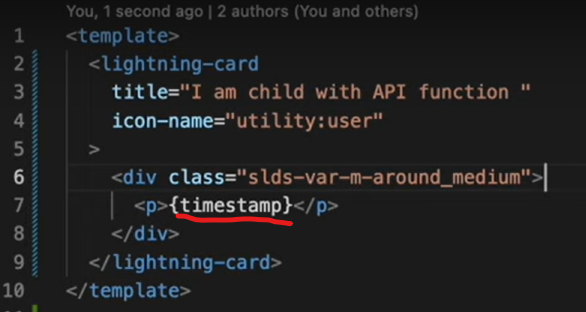 You, 1 second ago | 2 authors (You and others)
1 <template>
2 <lightning-card
3 title="I am child with API function "
4 icon-name="utility:user"
5 >
6 <div class="slds-var-m-around_medium">
7 <p>{timestamp}</p>
8 </div>
9 </lightning-card>
10 </template>